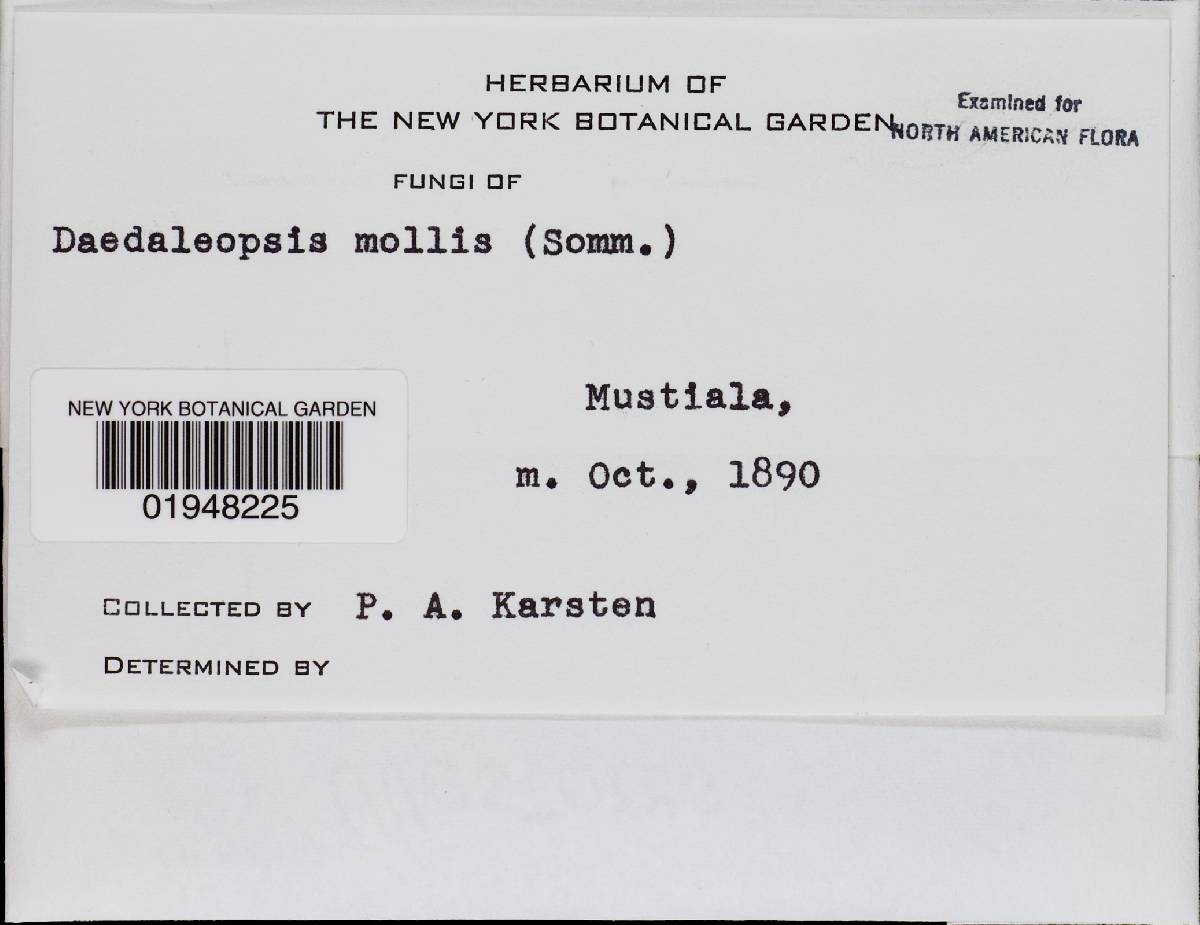 HERBARIUM OF
THE NEW YORK BOTANICAL GARDEN
Examined for
NORTH AMERICAN FLORA
FUNGI OF
Daedaleopsis mollis (Somm.)
Mustiala,
m. Oct., 1890
NEW YORK BOTANICAL GARDEN
01948225
COLLECTED BY P. A. Karsten
DETERMINED BY